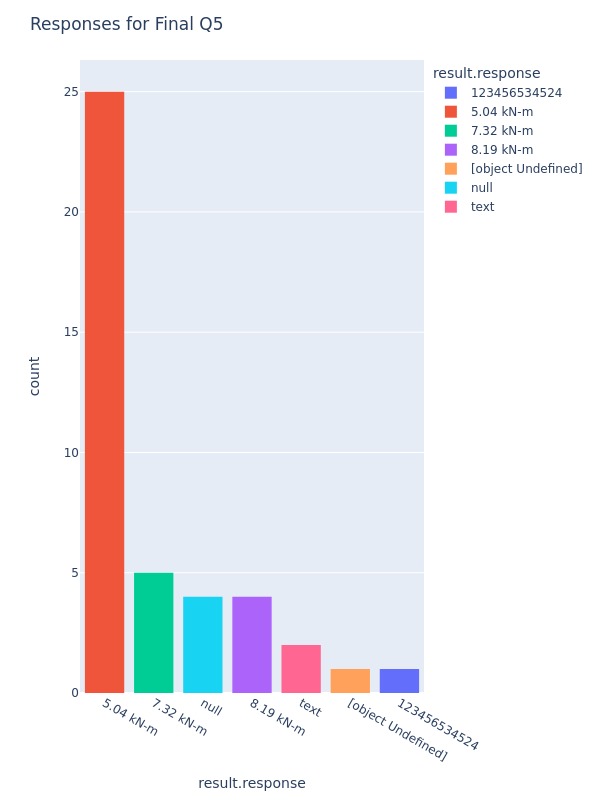 Responses for Final Q5
result.response
123456534524
5.04 kN-m
7.32 kN-m
8.19 kN-m
[object Undefined]
null
text
count
25
20
15
10
5
0
5.04 kN-m
7.32 kN-m
null
8.19 kN-m
text
[object Undefined]
123456534524
result.response